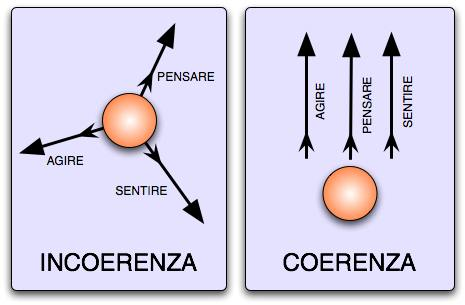 PENSARE
AGIRE
SENTIRE
INCOERENZA
AGIRE
PENSARE
SENTIRE
COERENZA